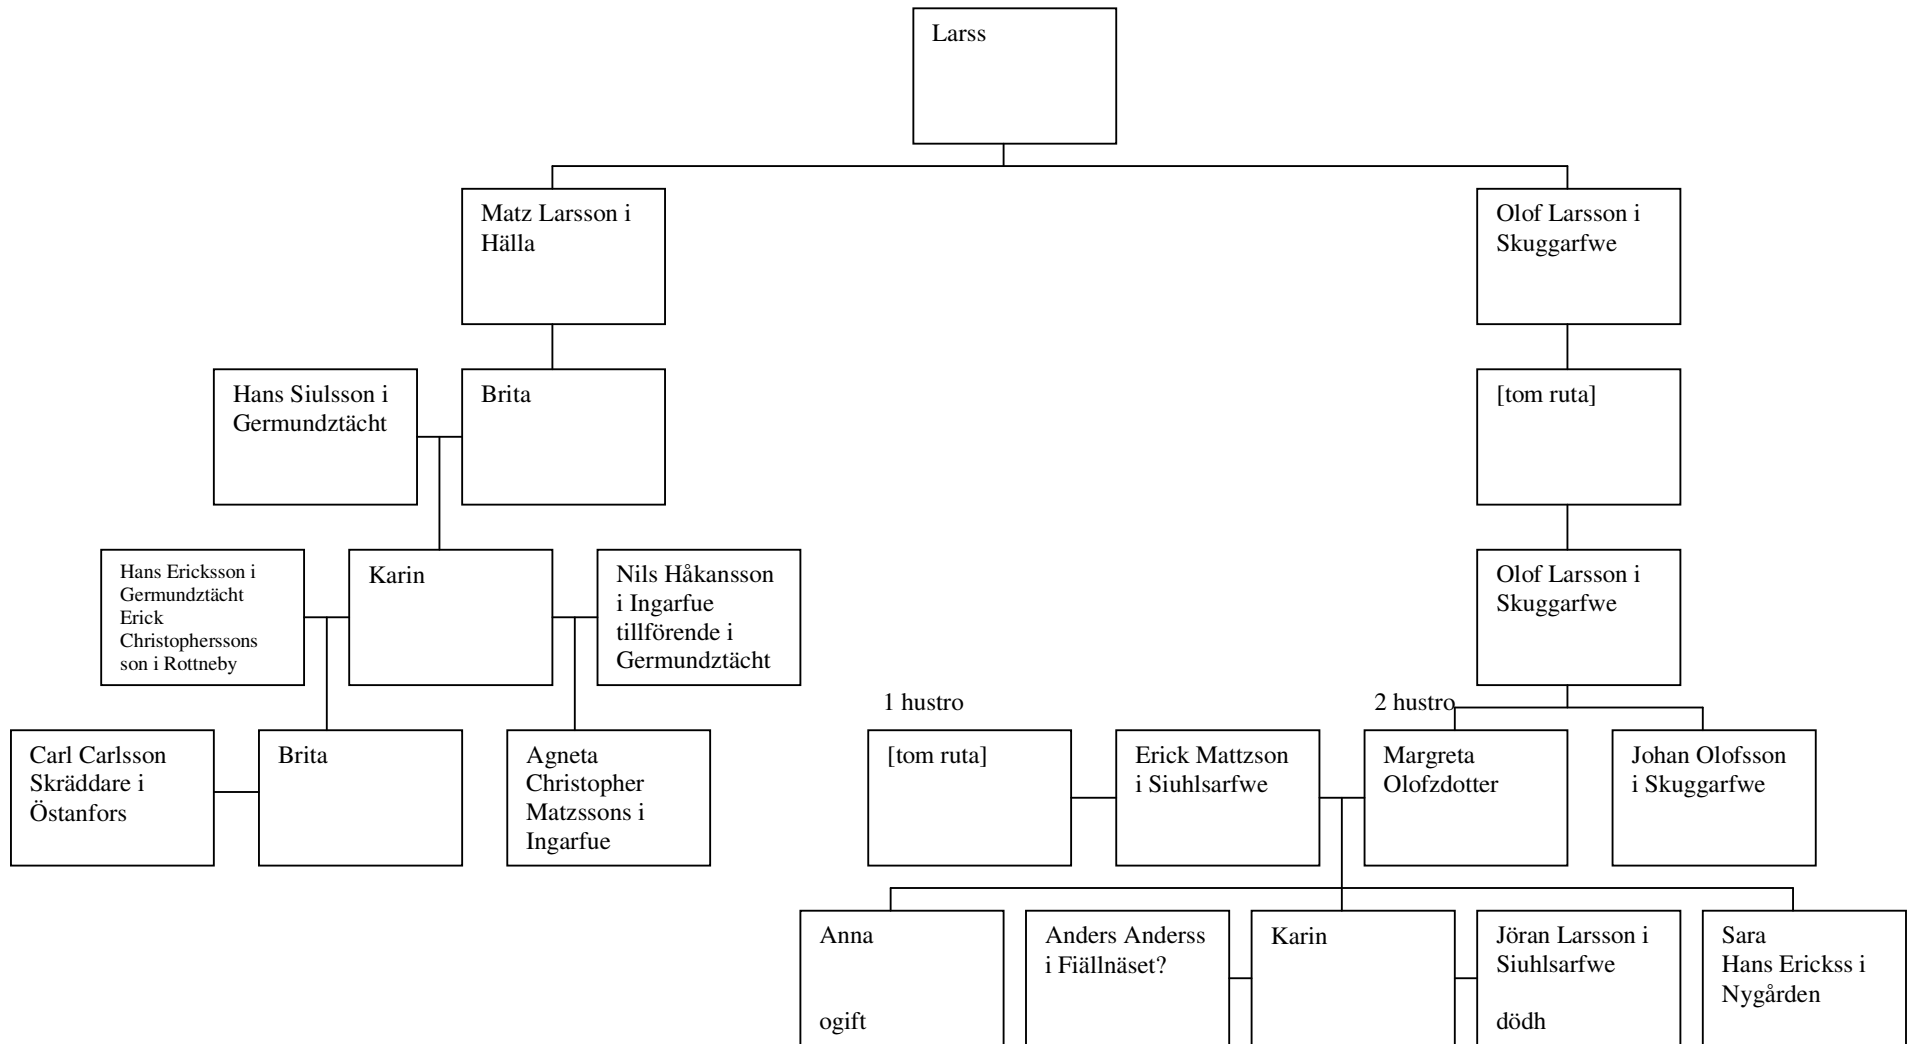 Larss
Matz Larsson i
Hälla
Olof Larsson i
Skuggarfwe
Hans Siulsson i
Germundztächt
Brita
[tom ruta]
Hans Ericksson i
Germundztächt
Erick
Christopherssons
son i Rottneby
Karin
Nils Håkansson
i Ingarfue
tillförende i
Germundztächt
Olof Larsson i
Skuggarfwe
1 hustro
2 hustro
Carl Carlsson
Skräddare i
Östanfors
Brita
Agneta
Christopher
Matzssons i
Ingarfue
[tom ruta]
Erick Mattzson
i Siuhlsarfwe
Margreta
Olofzdotter
Johan Olofsson
i Skuggarfwe
Anna
ogift
Anders Anderss
i Fiällnäset?
Karin
Jöran Larsson i
Siuhlsarfwe
dödh
Sara
Hans Erickss i
Nygården